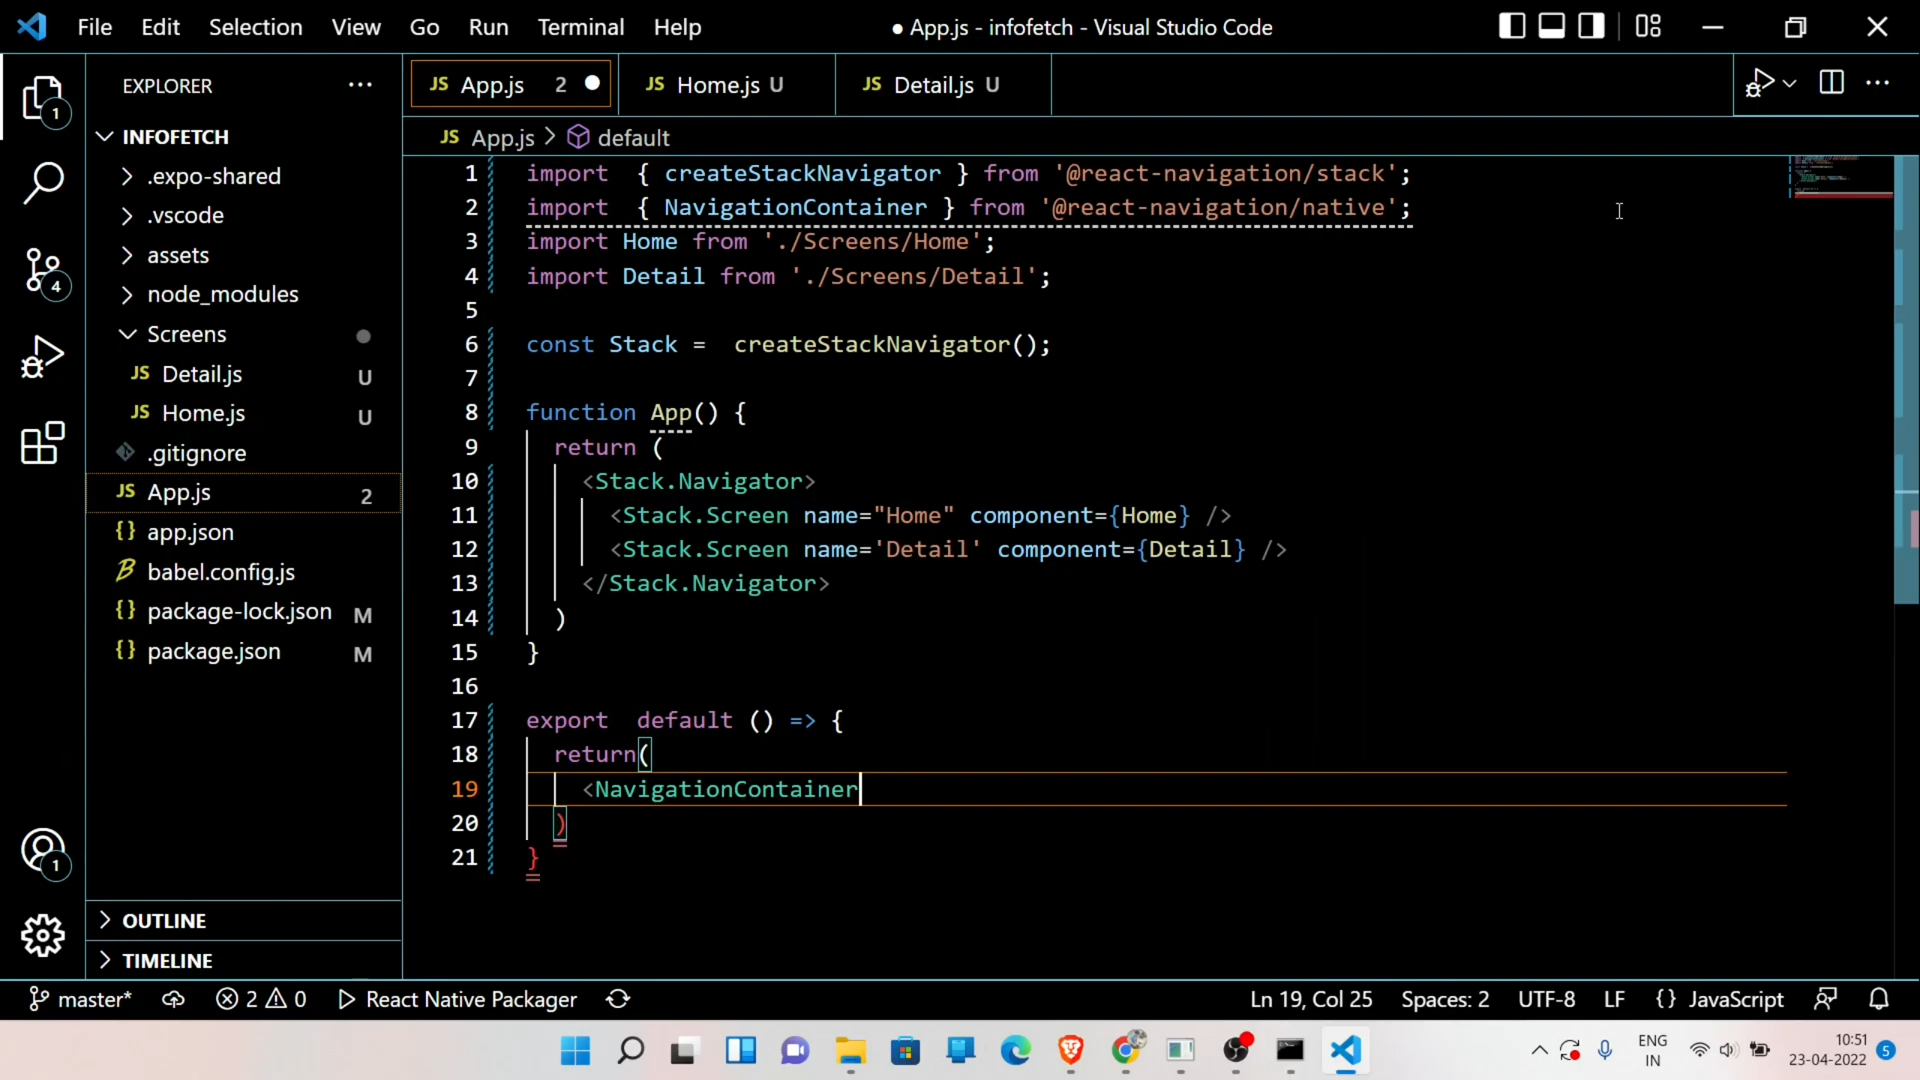 File Edit Selection View Go Run Terminal Help
● App.js - infofetch - Visual Studio Code
EXPLORER
JS App.js 2
JS Home.js U
JS Detail.js U
JS App.js > default
INFOFETCH
.expo-shared
.vscode
assets
node_modules
Screens
JS Detail.js U
JS Home.js U
.gitignore
JS App.js 2
{} app.json
babel.config.js
{} package-lock.json M
{} package.json M
OUTLINE
TIMELINE
1
4
1
1 import  { createStackNavigator } from '@react-navigation/stack';
2 import  { NavigationContainer } from '@react-navigation/native';
3 import Home from './Screens/Home';
4 import Detail from './Screens/Detail';
5
6 const Stack =  createStackNavigator();
7
8 function App() {
9   return (
10     <Stack.Navigator>
11       <Stack.Screen name="Home" component={Home} />
12       <Stack.Screen name='Detail' component={Detail} />
13     </Stack.Navigator>
14   )
15 }
16
17 export  default () => {
18   return(
19     <NavigationContainer
20   )
21 }
master* 2 0 React Native Packager
Ln 19, Col 25 Spaces: 2 UTF-8 LF {} JavaScript
ENG
IN
10:51
23-04-2022
5